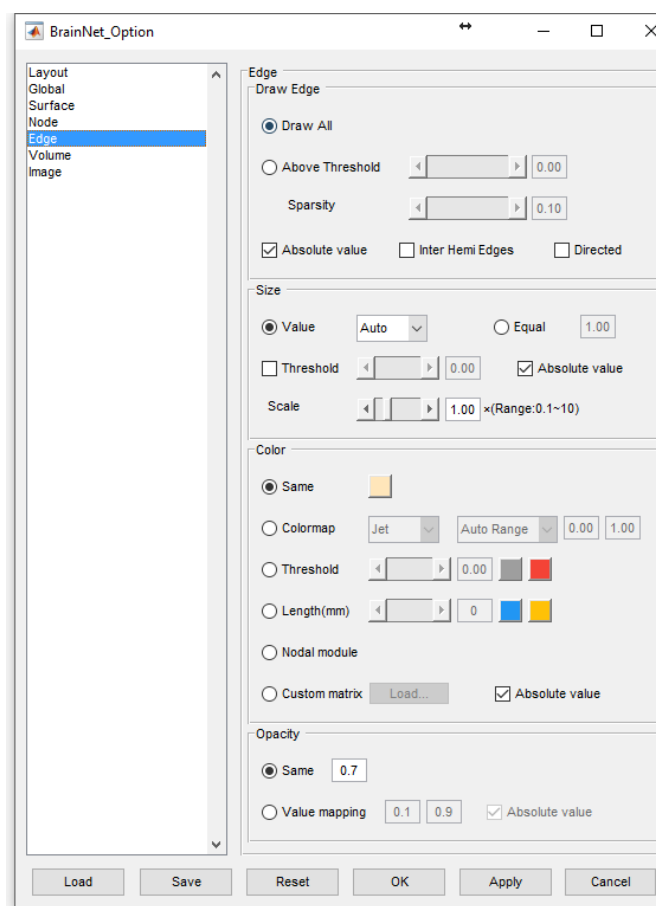 BrainNet_Option
Layout
Global
Surface
Node
Edge
Volume
Image
Edge
Draw Edge
Draw All
Above Threshold 0.00
Sparsity 0.10
Absolute value Inter Hemi Edges Directed
Size
Value Auto Equal 1.00
Threshold 0.00 Absolute value
Scale 1.00 ×(Range:0.1~10)
Color
Same
Colormap Jet Auto Range 0.00 1.00
Threshold 0.00
Length(mm) 0
Nodal module
Custom matrix Load... Absolute value
Opacity
Same 0.7
Value mapping 0.1 0.9 Absolute value
Load Save Reset OK Apply Cancel